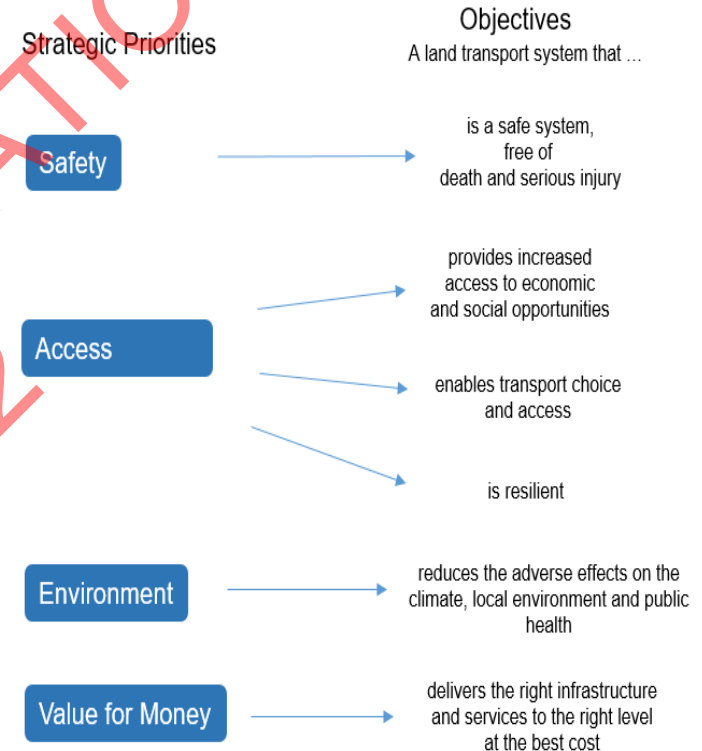 Strategic Priorities
Objectives
A land transport system that ...
Safety
is a safe system,
free of
death and serious injury
Access
provides increased
access to economic
and social opportunities
enables transport choice
and access
is resilient
Environment
reduces the adverse effects on the
climate, local environment and public
health
Value for Money
delivers the right infrastructure
and services to the right level
at the best cost